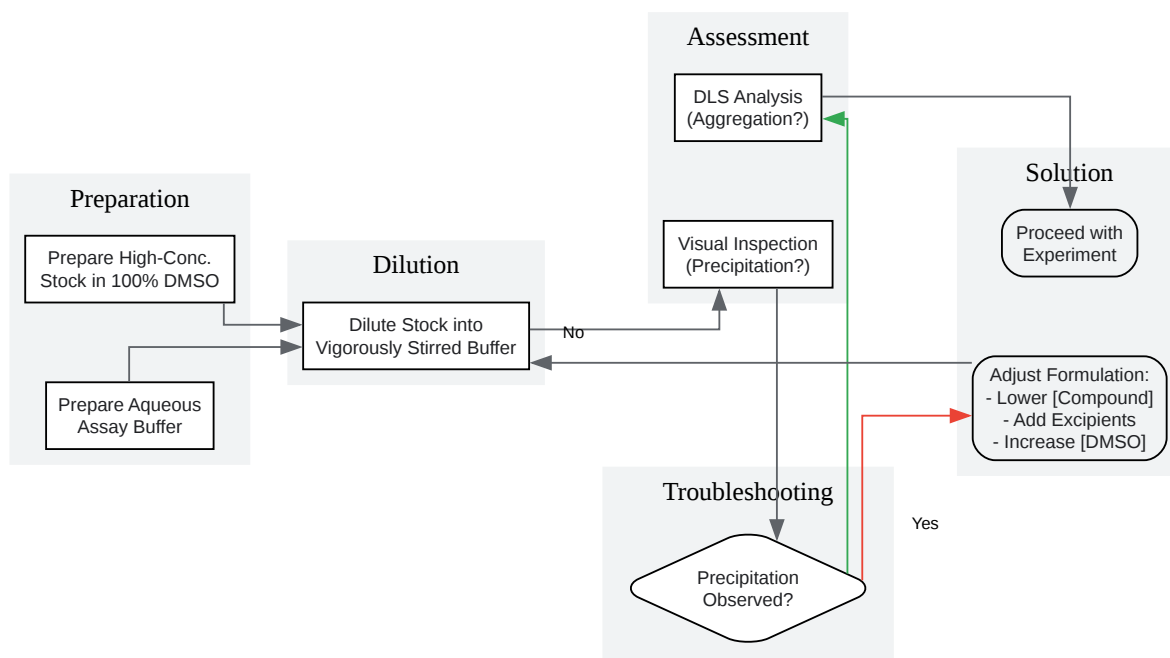 Assessment
DLS Analysis
(Aggregation?)
Solution
Preparation
Proceed with
Experiment
Visual Inspection
(Precipitation?)
Prepare High-Conc.
Stock in 100% DMSO
Dilution
Dilute Stock into
Vigorously Stirred Buffer
No
Prepare Aqueous
Assay Buffer
Adjust Formulation:
- Lower [Compound]
- Add Excipients
- Increase [DMSO]
Troubleshooting
Yes
Precipitation
Observed?